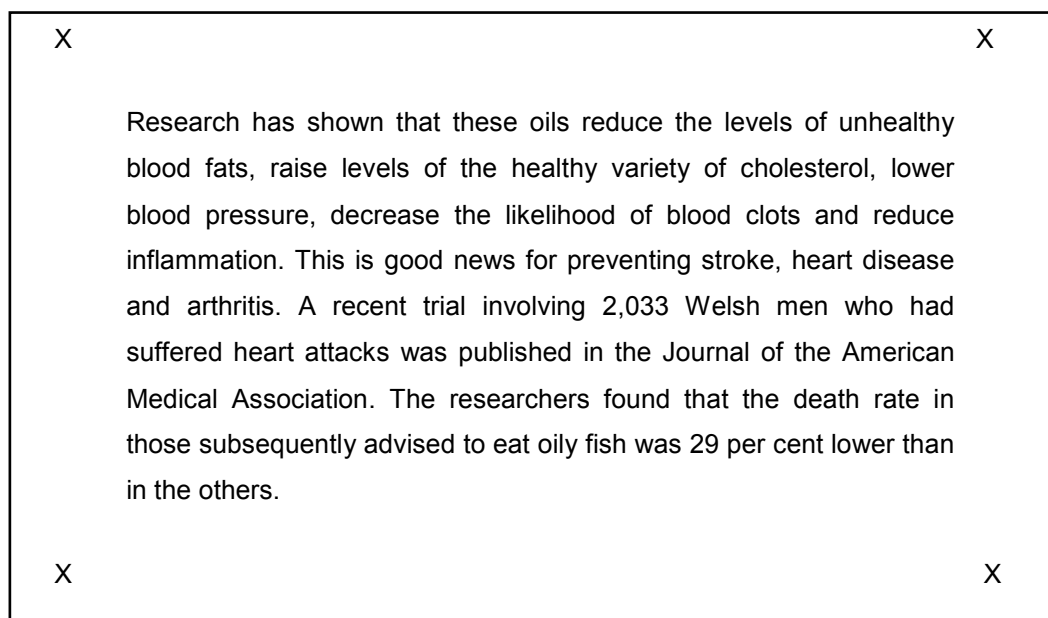 X X
Research has shown that these oils reduce the levels of unhealthy
blood fats, raise levels of the healthy variety of cholesterol, lower
blood pressure, decrease the likelihood of blood clots and reduce
inflammation. This is good news for preventing stroke, heart disease
and arthritis. A recent trial involving 2,033 Welsh men who had
suffered heart attacks was published in the Journal of the American
Medical Association. The researchers found that the death rate in
those subsequently advised to eat oily fish was 29 per cent lower than
in the others.
X X